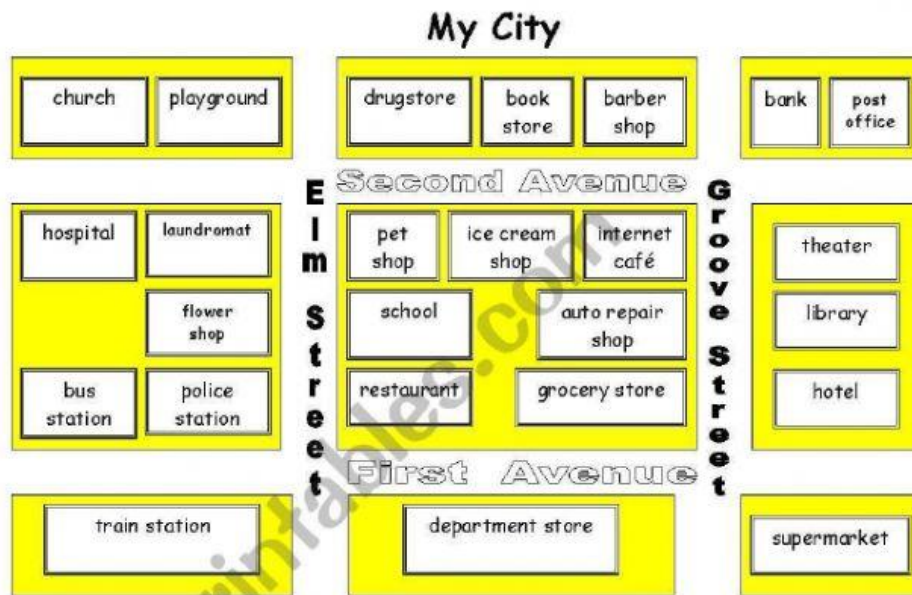 My City
church
playground
drugstore
book
store
barber
shop
bank
post
office
Second Avenue
Elm Street
Groove Street
hospital
laundromat
flower
shop
bus
station
police
station
pet
shop
ice cream
shop
internet
café
school
auto repair
shop
restaurant
grocery store
theater
library
hotel
First Avenue
train station
department store
supermarket
rintables.com